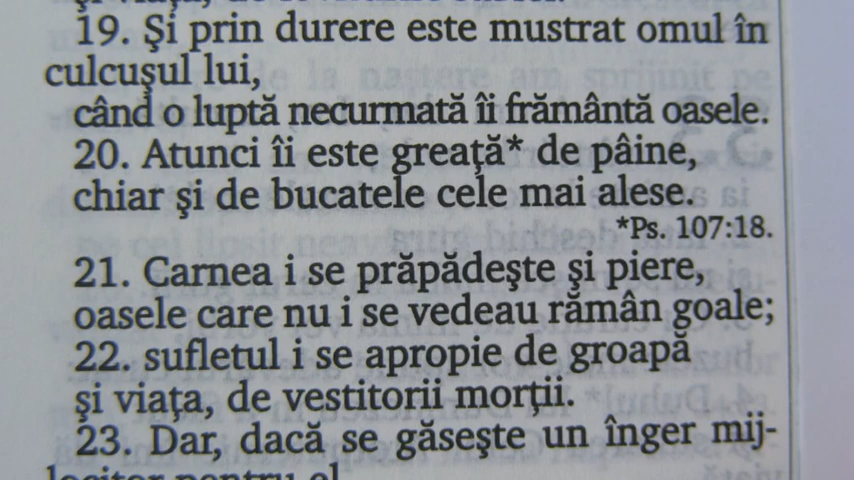 19. Şi prin durere este mustrat omul în
culcuşul lui,
când o luptă necurmată îi frământă oasele.
20. Atunci îi este greaţă* de pâine,
chiar şi de bucatele cele mai alese.
*Ps. 107:18.
21. Carnea i se prăpădeşte şi piere,
oasele care nu i se vedeau rămân goale;
22. sufletul i se apropie de groapă
şi viaţa, de vestitorii morţii.
23. Dar, dacă se găseşte un înger mij-